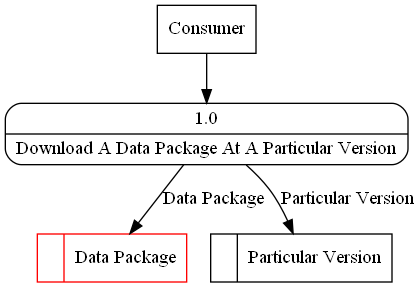 Consumer
1.0
Download A Data Package At A Particular Version
Data Package
Particular Version
Data Package
Particular Version